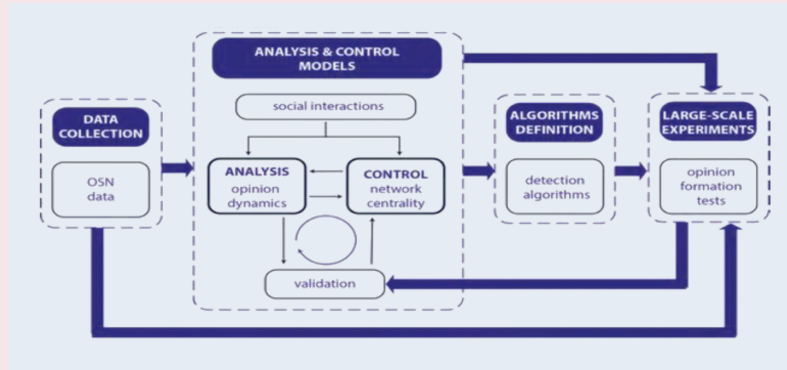 ANALYSIS & CONTROL
MODELS
social interactions
DATA
COLLECTION
OSN
data
ANALYSIS
opinion
dynamics
CONTROL
network
centrality
validation
ALGORITHMS
DEFINITION
detection
algorithms
LARGE-SCALE
EXPERIMENTS
opinion
formation
tests